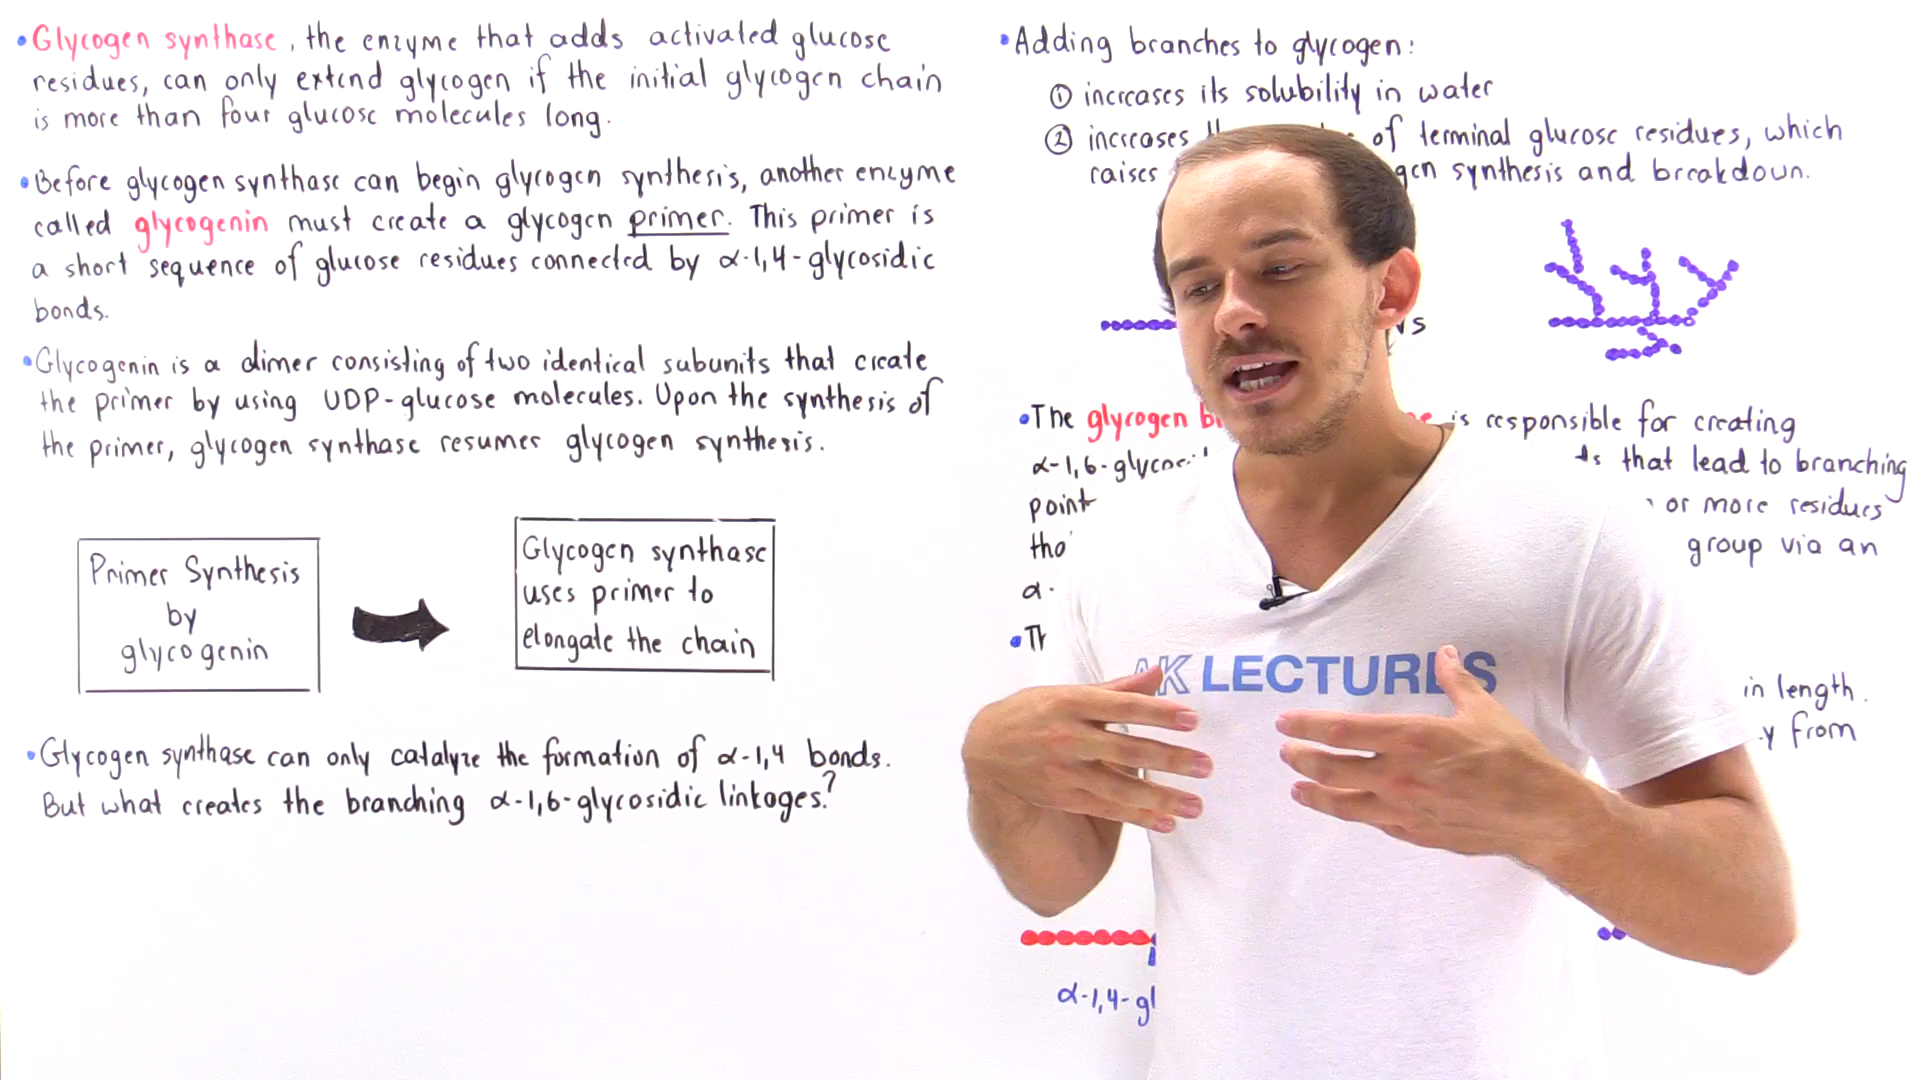 •Glycogen synthase, the enzyme that adds activated glucose
residues, can only extend glycogen if the initial glycogen chain
is more than four glucose molecules long.
•Before glycogen synthase can begin glycogen synthesis, another enzyme
called glycogenin must create a glycogen primer. This primer is
a short sequence of glucose residues connected by α-1,4-glycosidic
bonds.
•Glycogenin is a dimer consisting of two identical subunits that create
the primer by using UDP-glucose molecules. Upon the synthesis of
the primer, glycogen synthase resumes glycogen synthesis.
Primer Synthesis
by
glycogenin
Glycogen synthase
uses primer to
elongate the chain
•Glycogen synthase can only catalyze the formation of α-1,4 bonds.
But what creates the branching α-1,6-glycosidic linkages?
•Adding branches to glycogen:
① increases its solubility in water
② increases of terminal glucose residues, which
raises synthesis and breakdown.
vs
•The glycogen is responsible for creating
α-1,6- that lead to branching
point or more residues
group via an
α-
in length.
from
α-1,4-gl
AK LECTURES